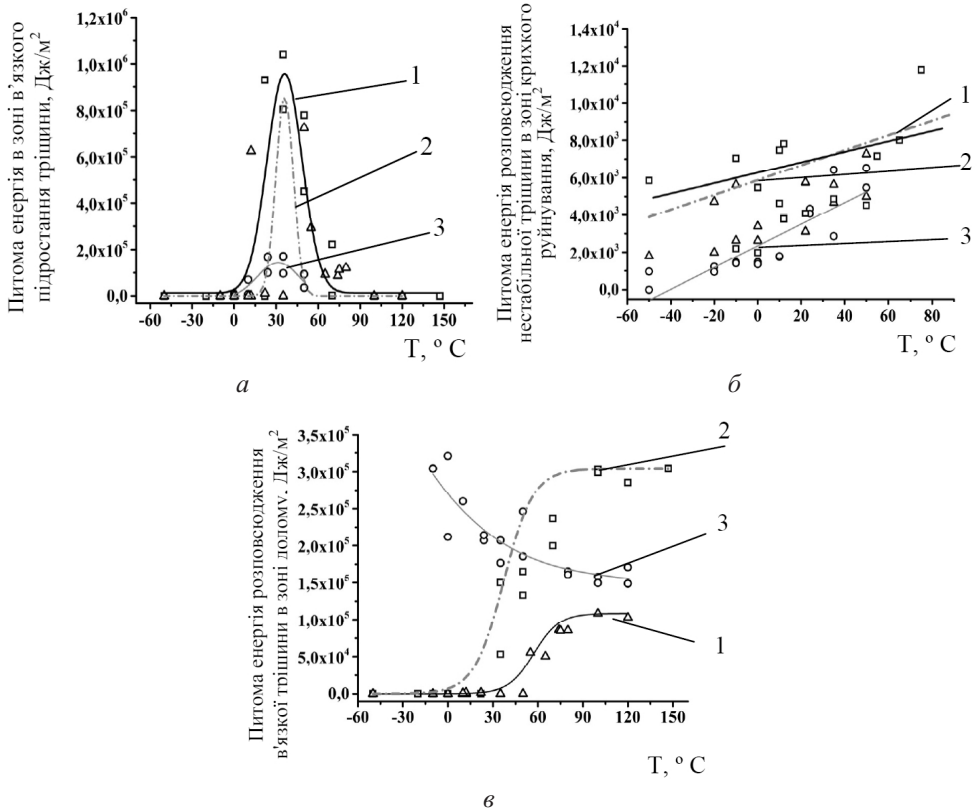 Питома енергія в зоні в’язкого
підростання тріщини, Дж/м²
1,2x10⁶
1,0x10⁶
8,0x10⁵
6,0x10⁵
4,0x10⁵
2,0x10⁵
0,0
-60 -30 0 30 60 90 120 150
T, º C
1
2
3
а
Питома енергія розповсюдження
нестабільної тріщини в зоні крихкого
руйнування, Дж/м²
1,4x10⁴
1,2x10⁴
1,0x10⁴
8,0x10³
6,0x10³
4,0x10³
2,0x10³
0,0
-60 -40 -20 0 20 40 60 80
T, º C
1
2
3
б
Питома енергія розповсюдження
в'язкої тріщини в зоні долому. Дж/м²
3,5x10⁵
3,0x10⁵
2,5x10⁵
2,0x10⁵
1,5x10⁵
1,0x10⁵
5,0x10⁴
0,0
-60 -30 0 30 60 90 120 150
T, º C
2
3
1
в